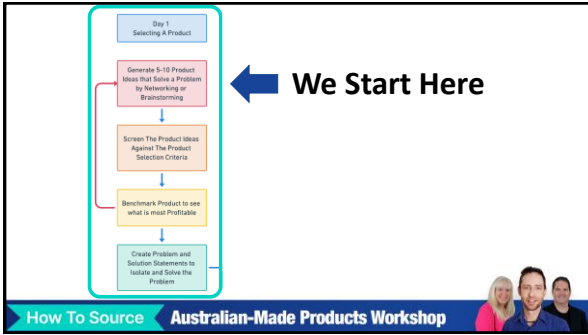 Day 1
Selecting A Product
Generate 5-10 Product
Ideas that Solve a Problem
by Networking or
Brainstorming
We Start Here
Screen The Product Ideas
Against The Product
Selection Criteria
Benchmark Product to see
what is most Profitable
Create Problem and
Solution Statements to
Isolate and Solve the
Problem
How To Source
Australian-Made Products Workshop